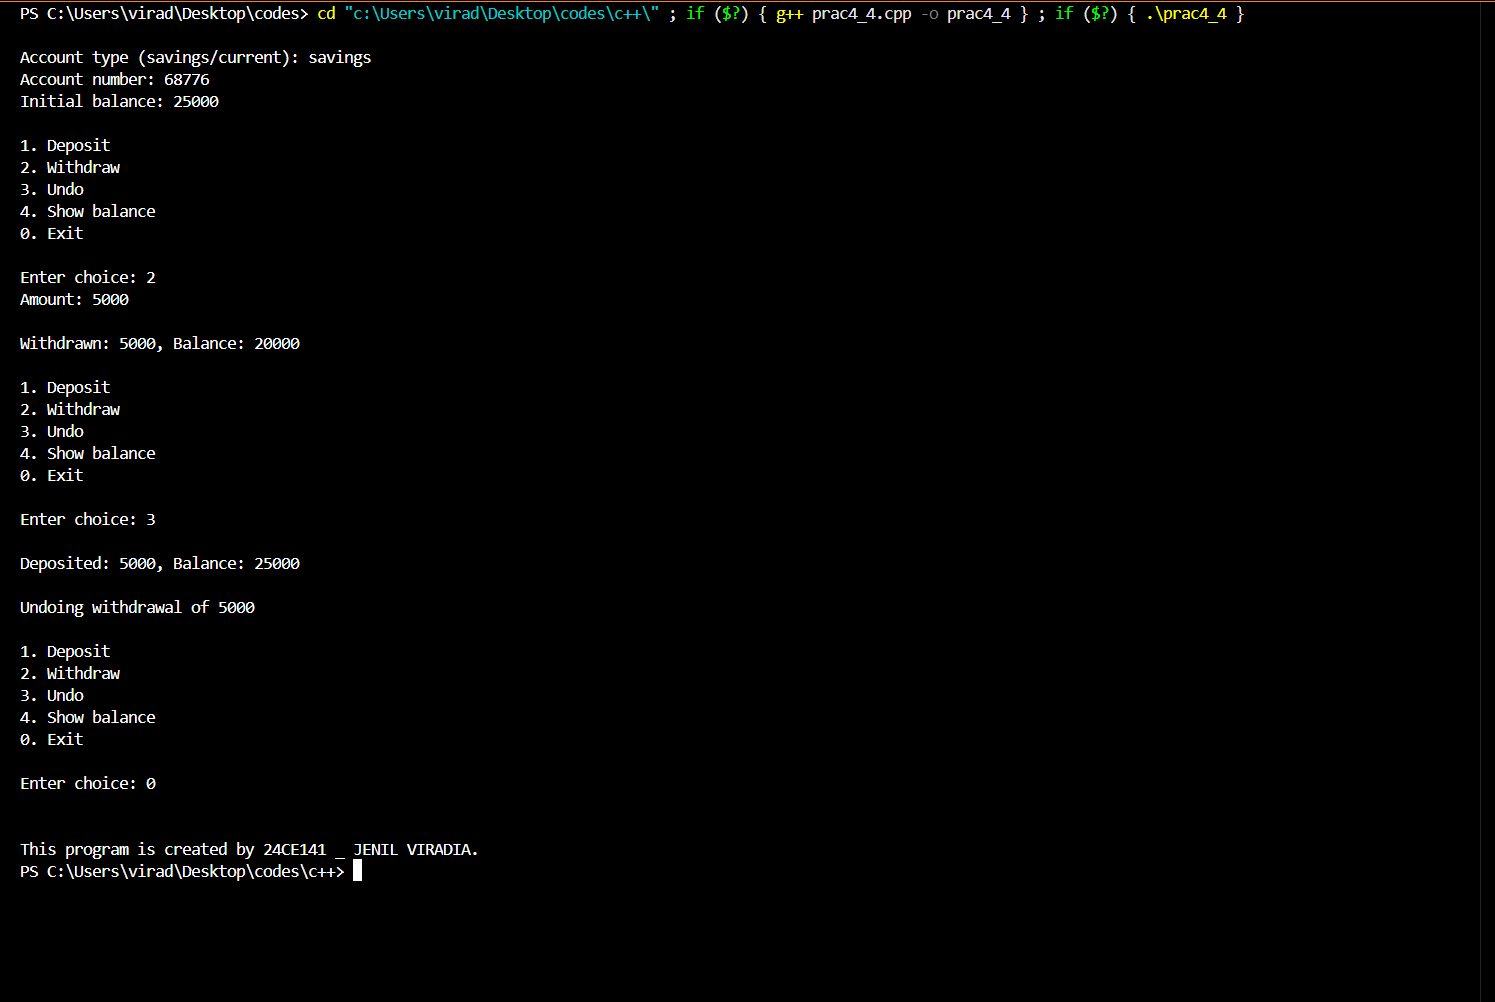 PS C:\Users\virad\Desktop\codes> cd "c:\Users\virad\Desktop\codes\c++\" ; if ($?) { g++ prac4_4.cpp -o prac4_4 } ; if ($?) { .\prac4_4 }
Account type (savings/current): savings
Account number: 68776
Initial balance: 25000
1. Deposit
2. Withdraw
3. Undo
4. Show balance
0. Exit
Enter choice: 2
Amount: 5000
Withdrawn: 5000, Balance: 20000
1. Deposit
2. Withdraw
3. Undo
4. Show balance
0. Exit
Enter choice: 3
Deposited: 5000, Balance: 25000
Undoing withdrawal of 5000
1. Deposit
2. Withdraw
3. Undo
4. Show balance
0. Exit
Enter choice: 0
This program is created by 24CE141 _ JENIL VIRADIA.
PS C:\Users\virad\Desktop\codes\c++>